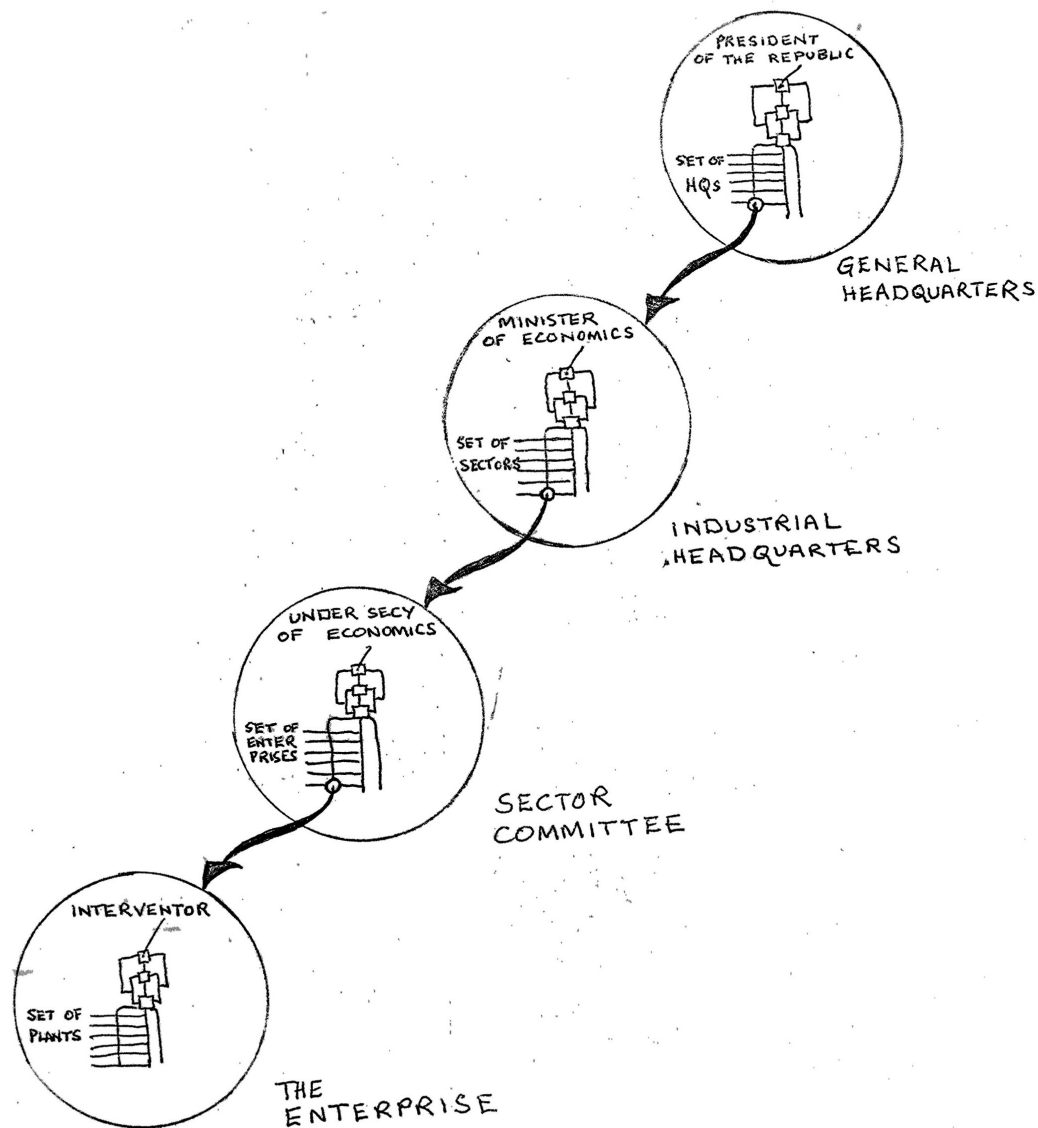 PRESIDENT
OF THE REPUBLIC
SET OF
HQs
GENERAL
HEADQUARTERS
MINISTER
OF ECONOMICS
SET OF
SECTORS
INDUSTRIAL
HEADQUARTERS
UNDER SECY
OF ECONOMICS
SET OF
ENTER
PRISES
SECTOR
COMMITTEE
INTERVENTOR
SET OF
PLANTS
THE
ENTERPRISE